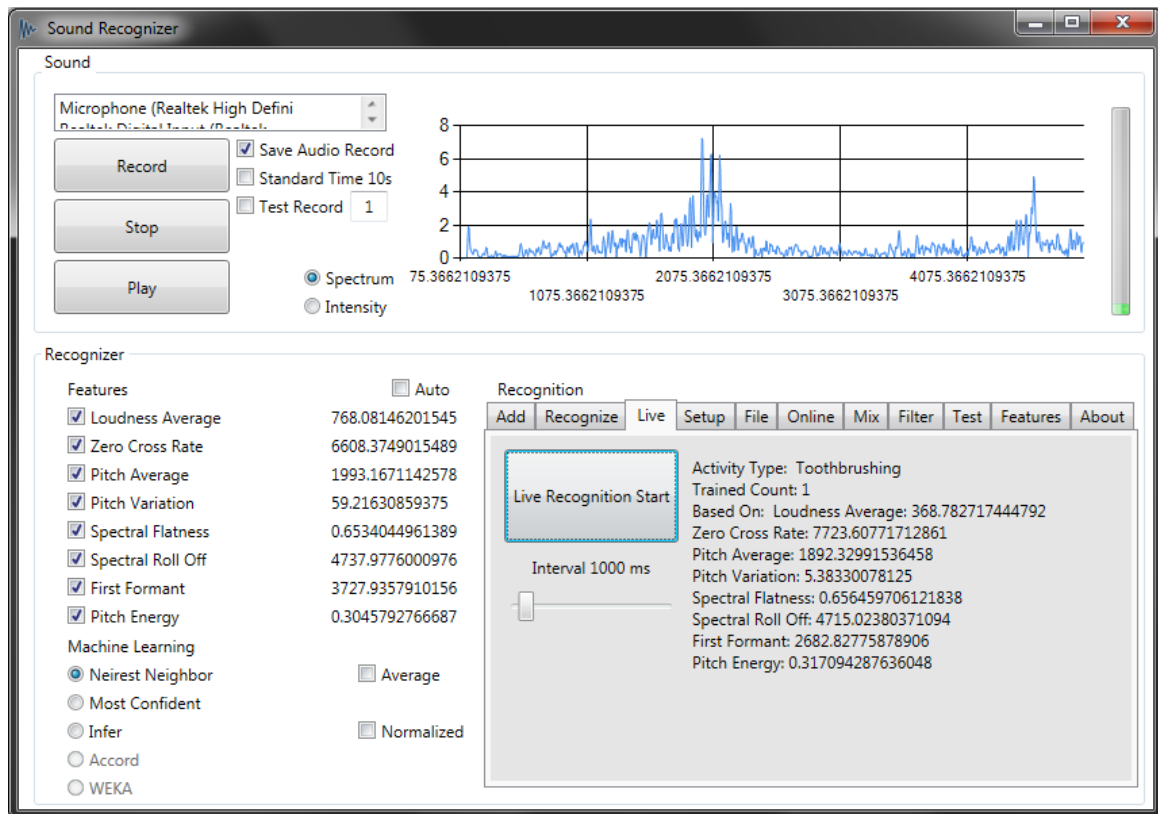 Sound Recognizer
Sound
Microphone (Realtek High Defini
Record
Stop
Play
Save Audio Record
Standard Time 10s
Test Record 1
Spectrum
Intensity
8
6
4
2
0
75.3662109375 2075.3662109375 4075.3662109375
1075.3662109375 3075.3662109375
Recognizer
Features Auto
Loudness Average 768.08146201545
Zero Cross Rate 6608.3749015489
Pitch Average 1993.1671142578
Pitch Variation 59.21630859375
Spectral Flatness 0.6534044961389
Spectral Roll Off 4737.9776000976
First Formant 3727.9357910156
Pitch Energy 0.3045792766687
Machine Learning
Neirest Neighbor Average
Most Confident
Infer Normalized
Accord
WEKA
Recognition
Add Recognize Live Setup File Online Mix Filter Test Features About
Live Recognition Start
Interval 1000 ms
Activity Type: Toothbrushing
Trained Count: 1
Based On: Loudness Average: 368.782717444792
Zero Cross Rate: 7723.60771712861
Pitch Average: 1892.32991536458
Pitch Variation: 5.38330078125
Spectral Flatness: 0.656459706121838
Spectral Roll Off: 4715.02380371094
First Formant: 2682.82775878906
Pitch Energy: 0.317094287636048